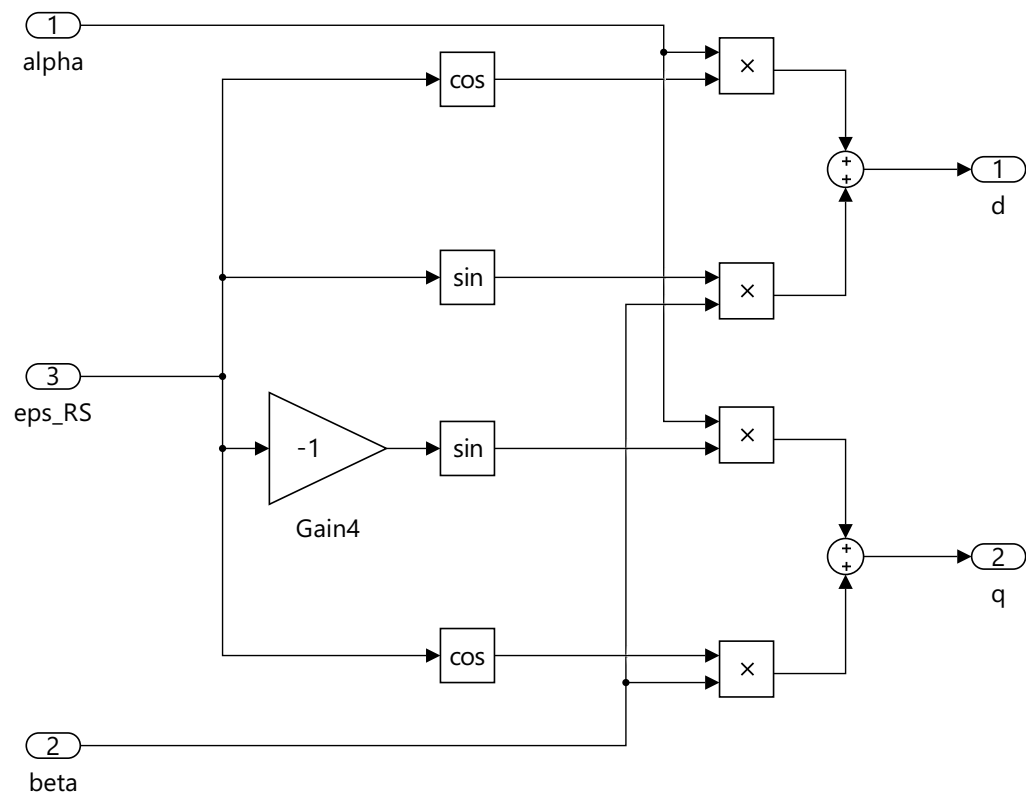 1
alpha
cos
×
+
+
1
d
sin
×
3
eps_RS
-1
Gain4
sin
×
+
+
2
q
cos
×
2
beta